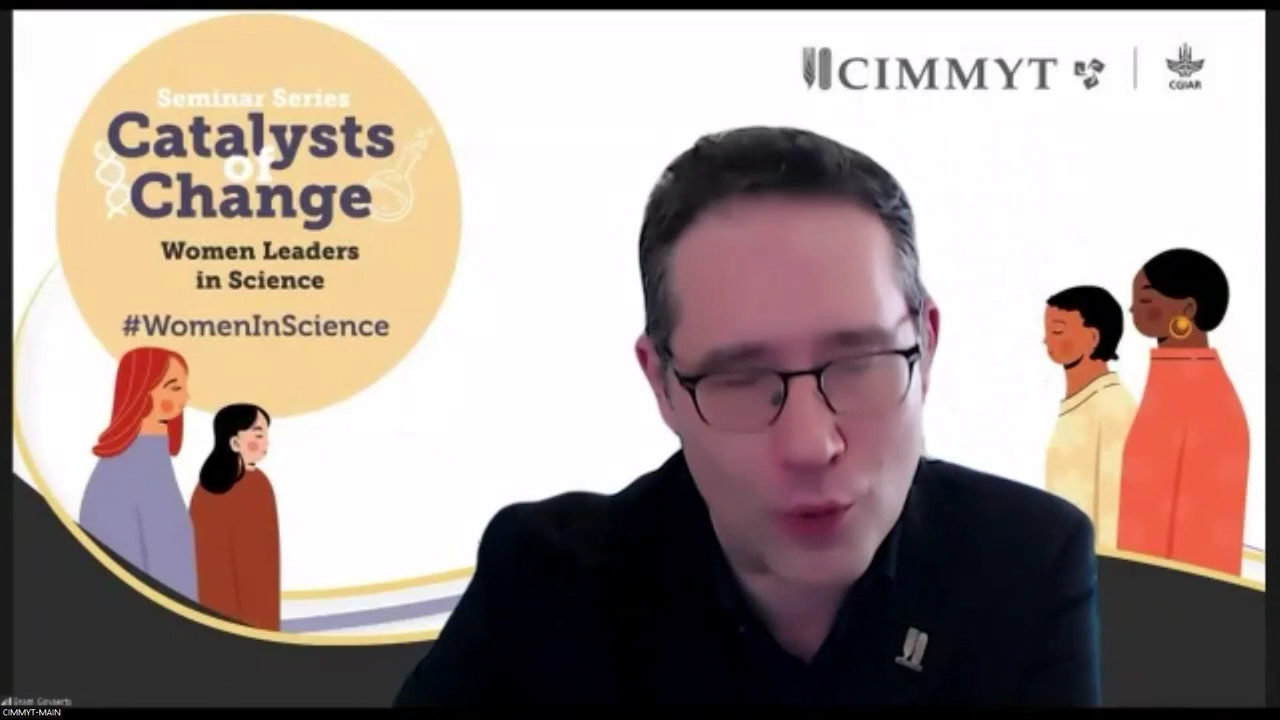 Seminar Series
Catalysts
of
Change
Women Leaders
in Science
#WomenInScience
CIMMYT
CGIAR
CIMMYT-MAIN